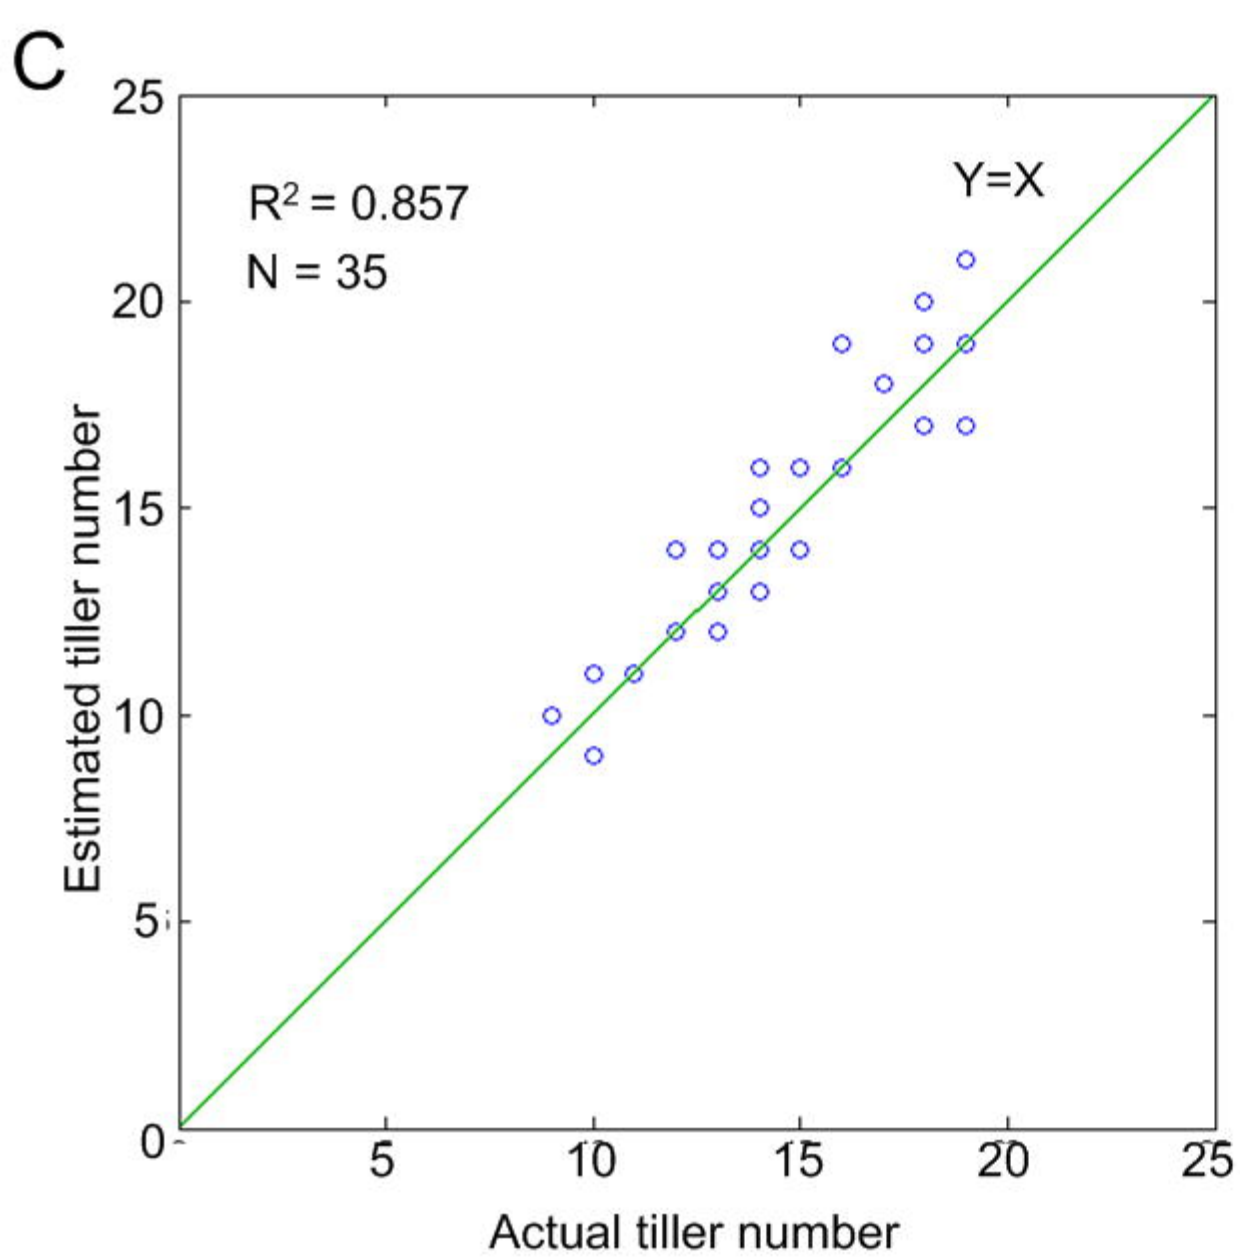 C
25
R² = 0.857
Y=X
N = 35
20
15
10
5
0
Estimated tiller number
5 10 15 20 25
Actual tiller number